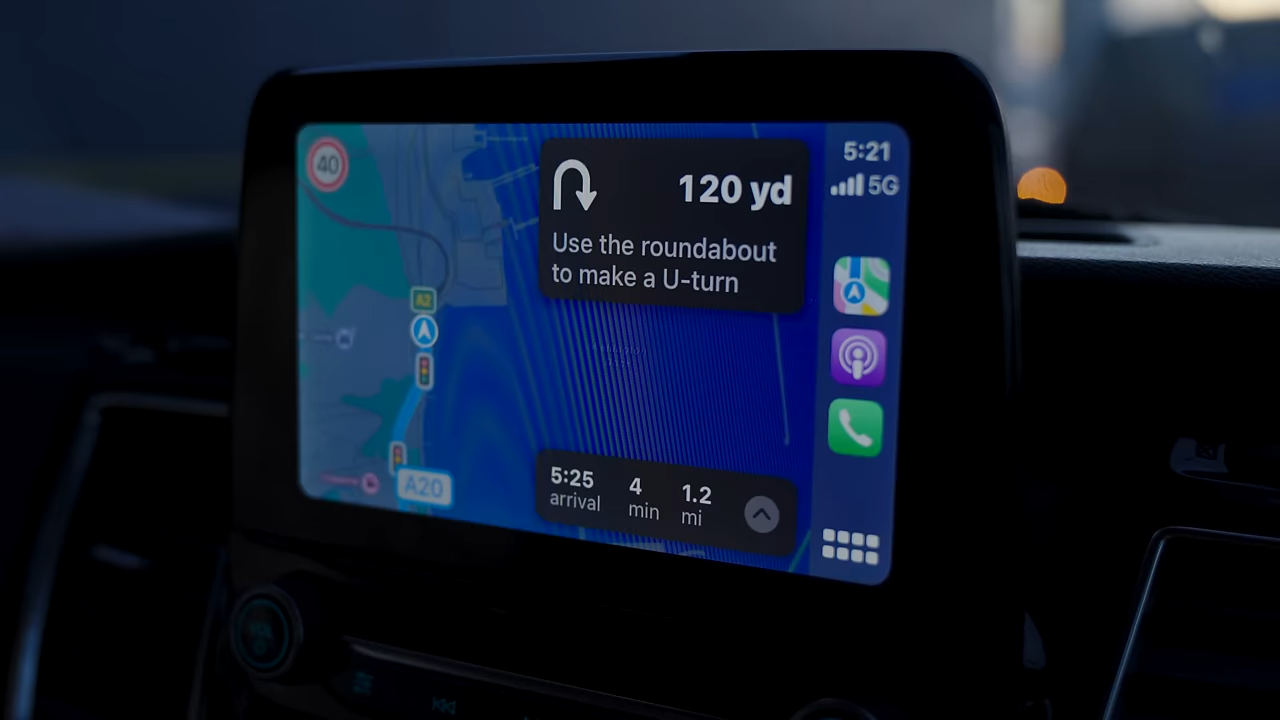 40
5:21
5G
120 yd
Use the roundabout
to make a U-turn
A2
A20
5:25
arrival
4
min
1.2
mi
VOL